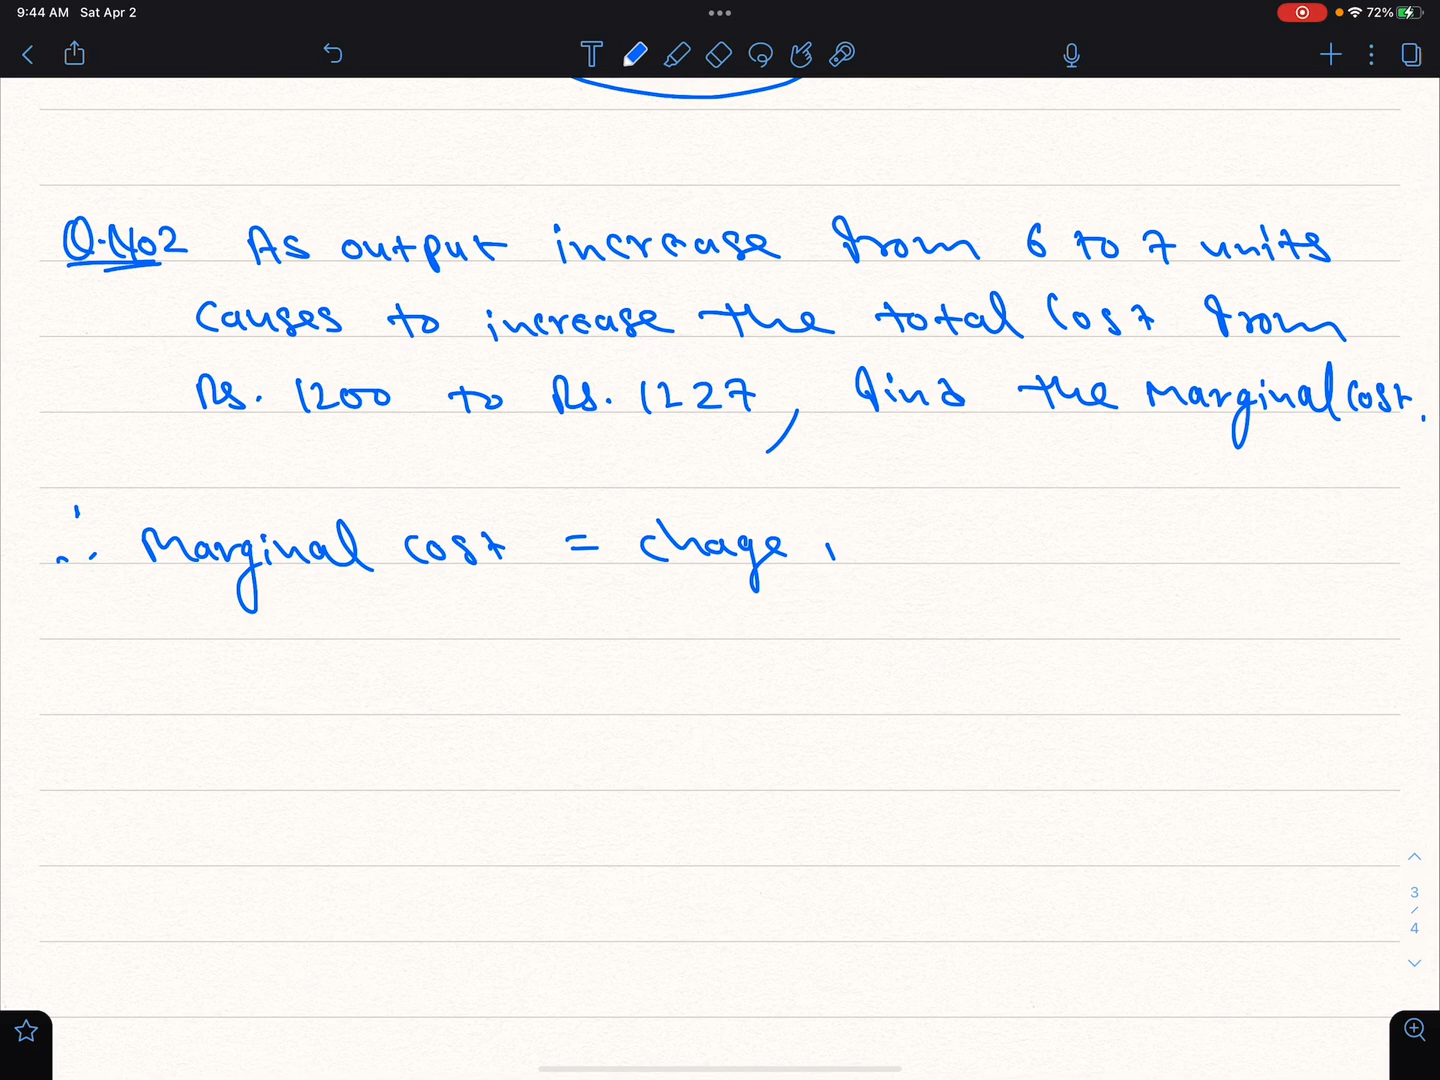 9:44 AM Sat Apr 2
72%
Q.No2 As output increase from 6 to 7 units
causes to increase the total cost from
Rs. 1200 to Rs. 1227, find the marginal cost.
∴ Marginal cost = chage
3
/
4